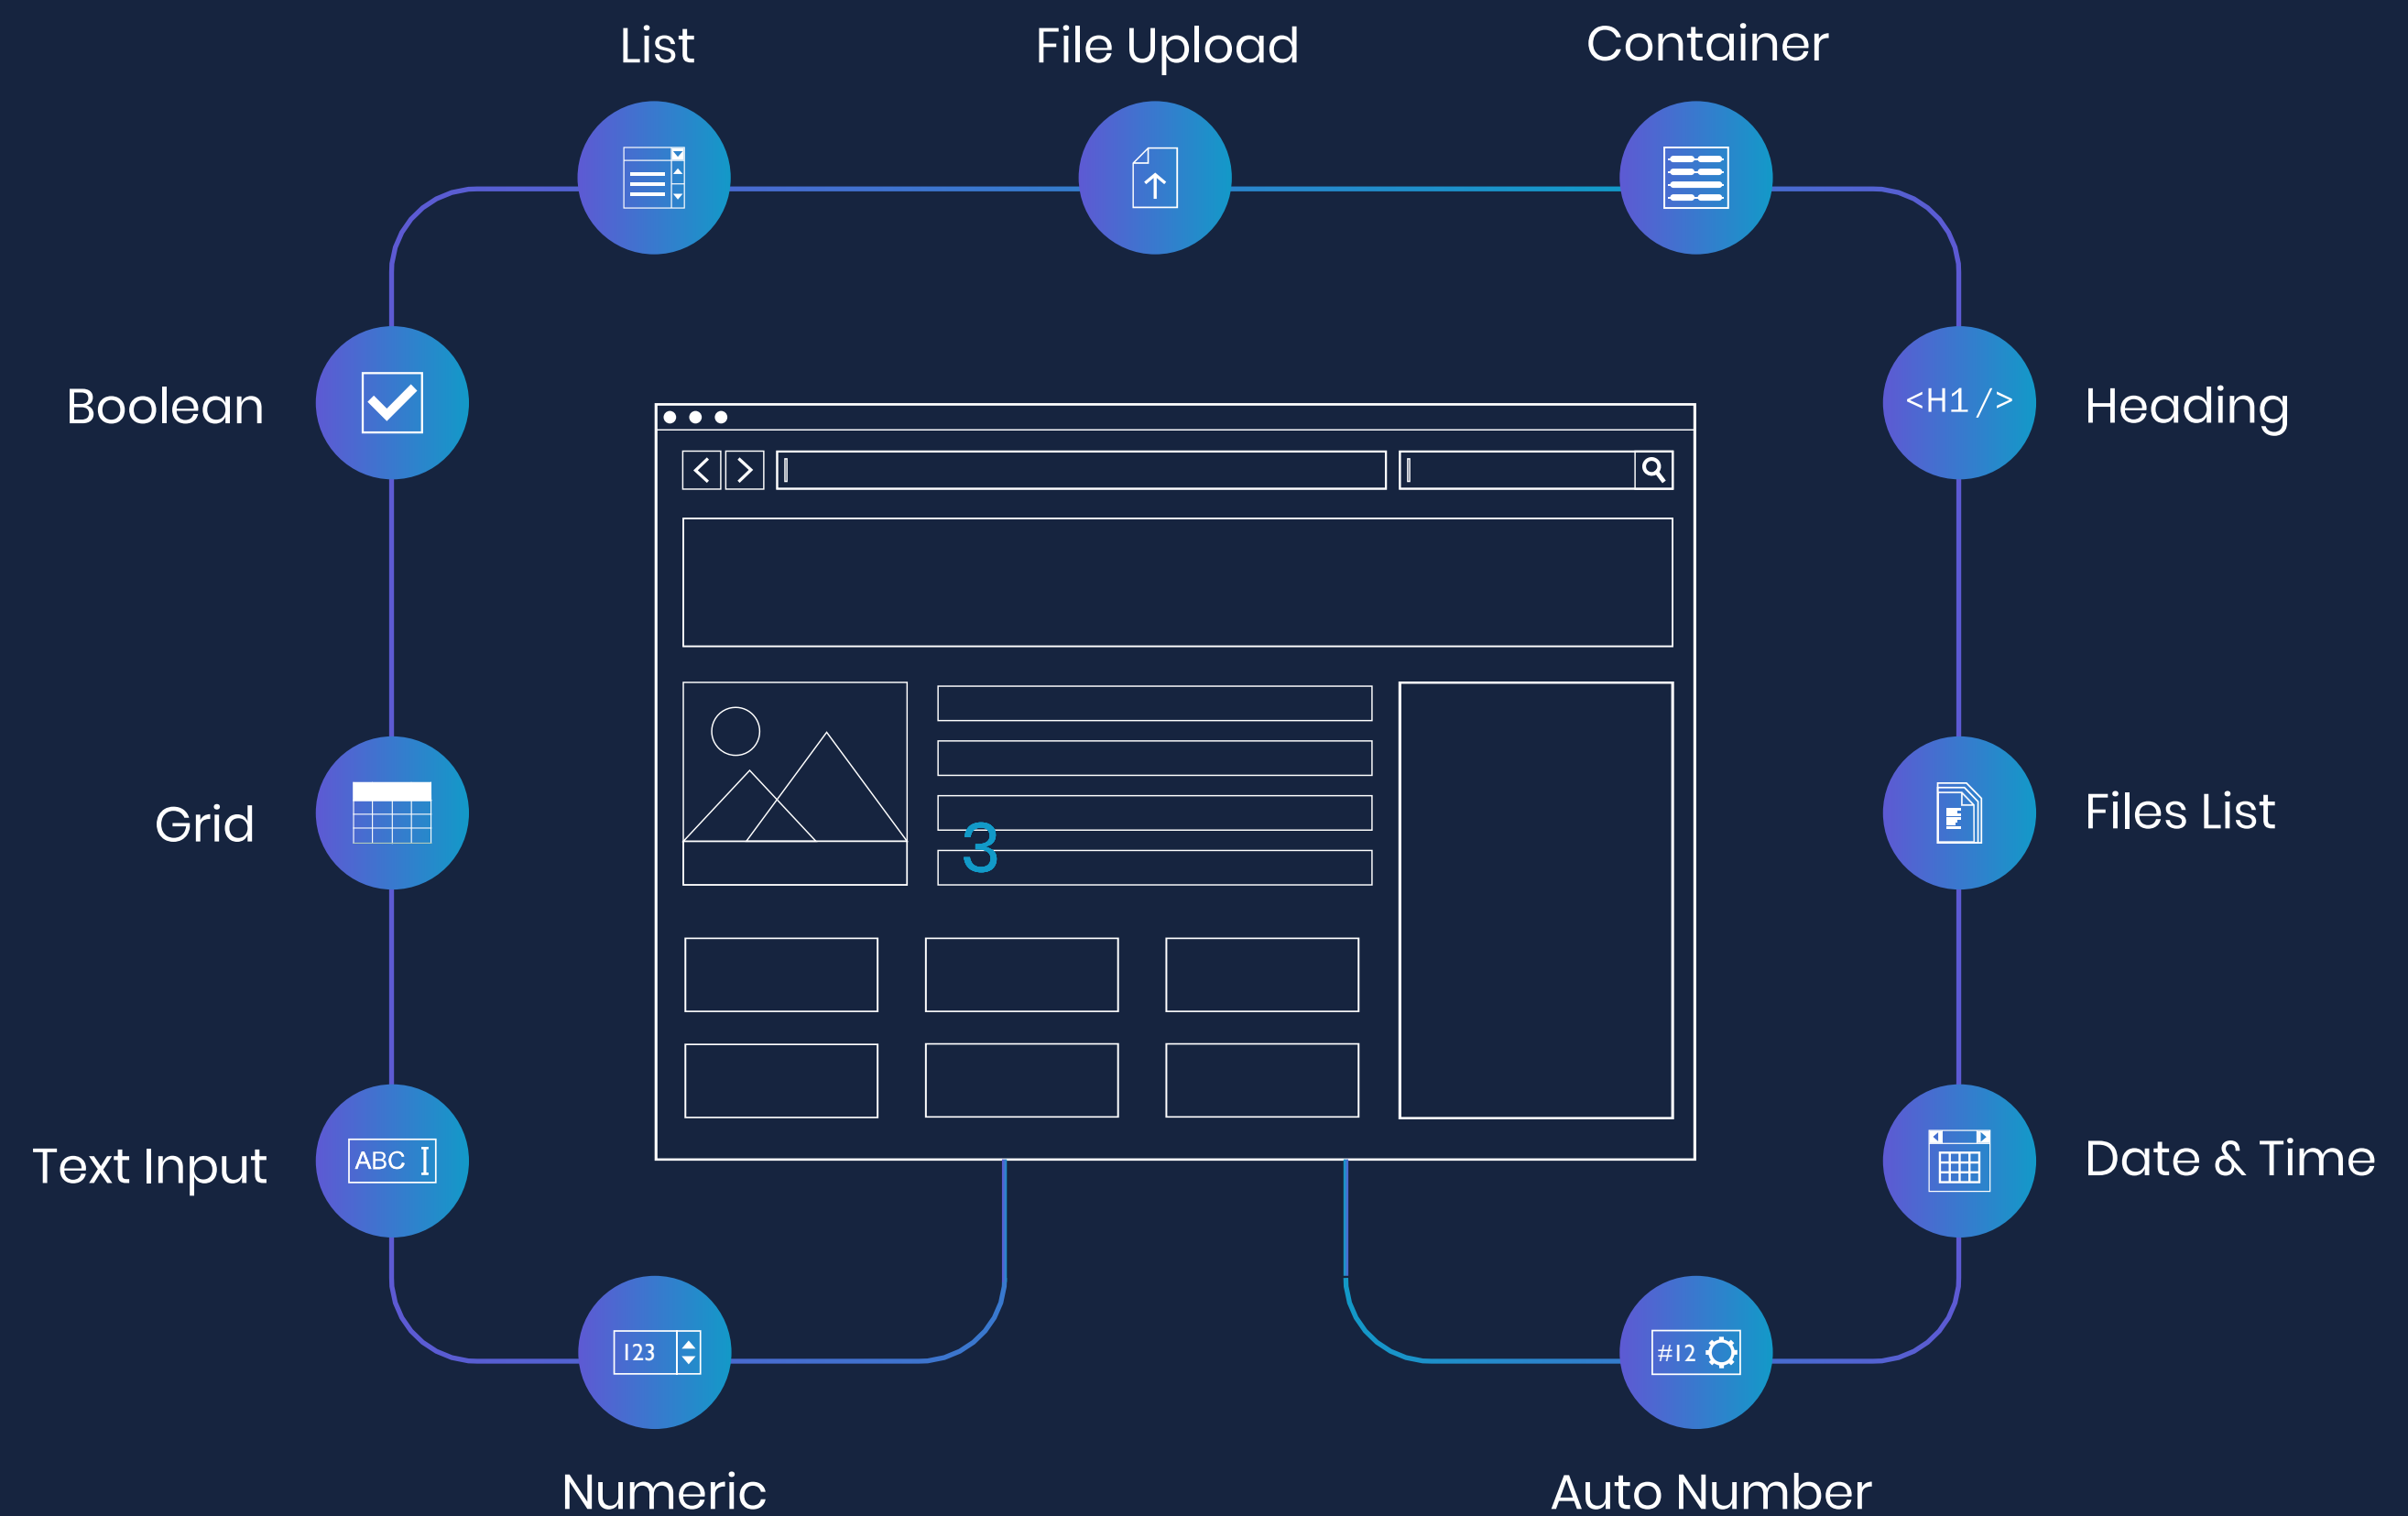 List
File Upload
Container
Boolean
<H1/>
Heading
Grid
3
Files List
Text Input
ABC
Date & Time
123
#12
Numeric
Auto Number